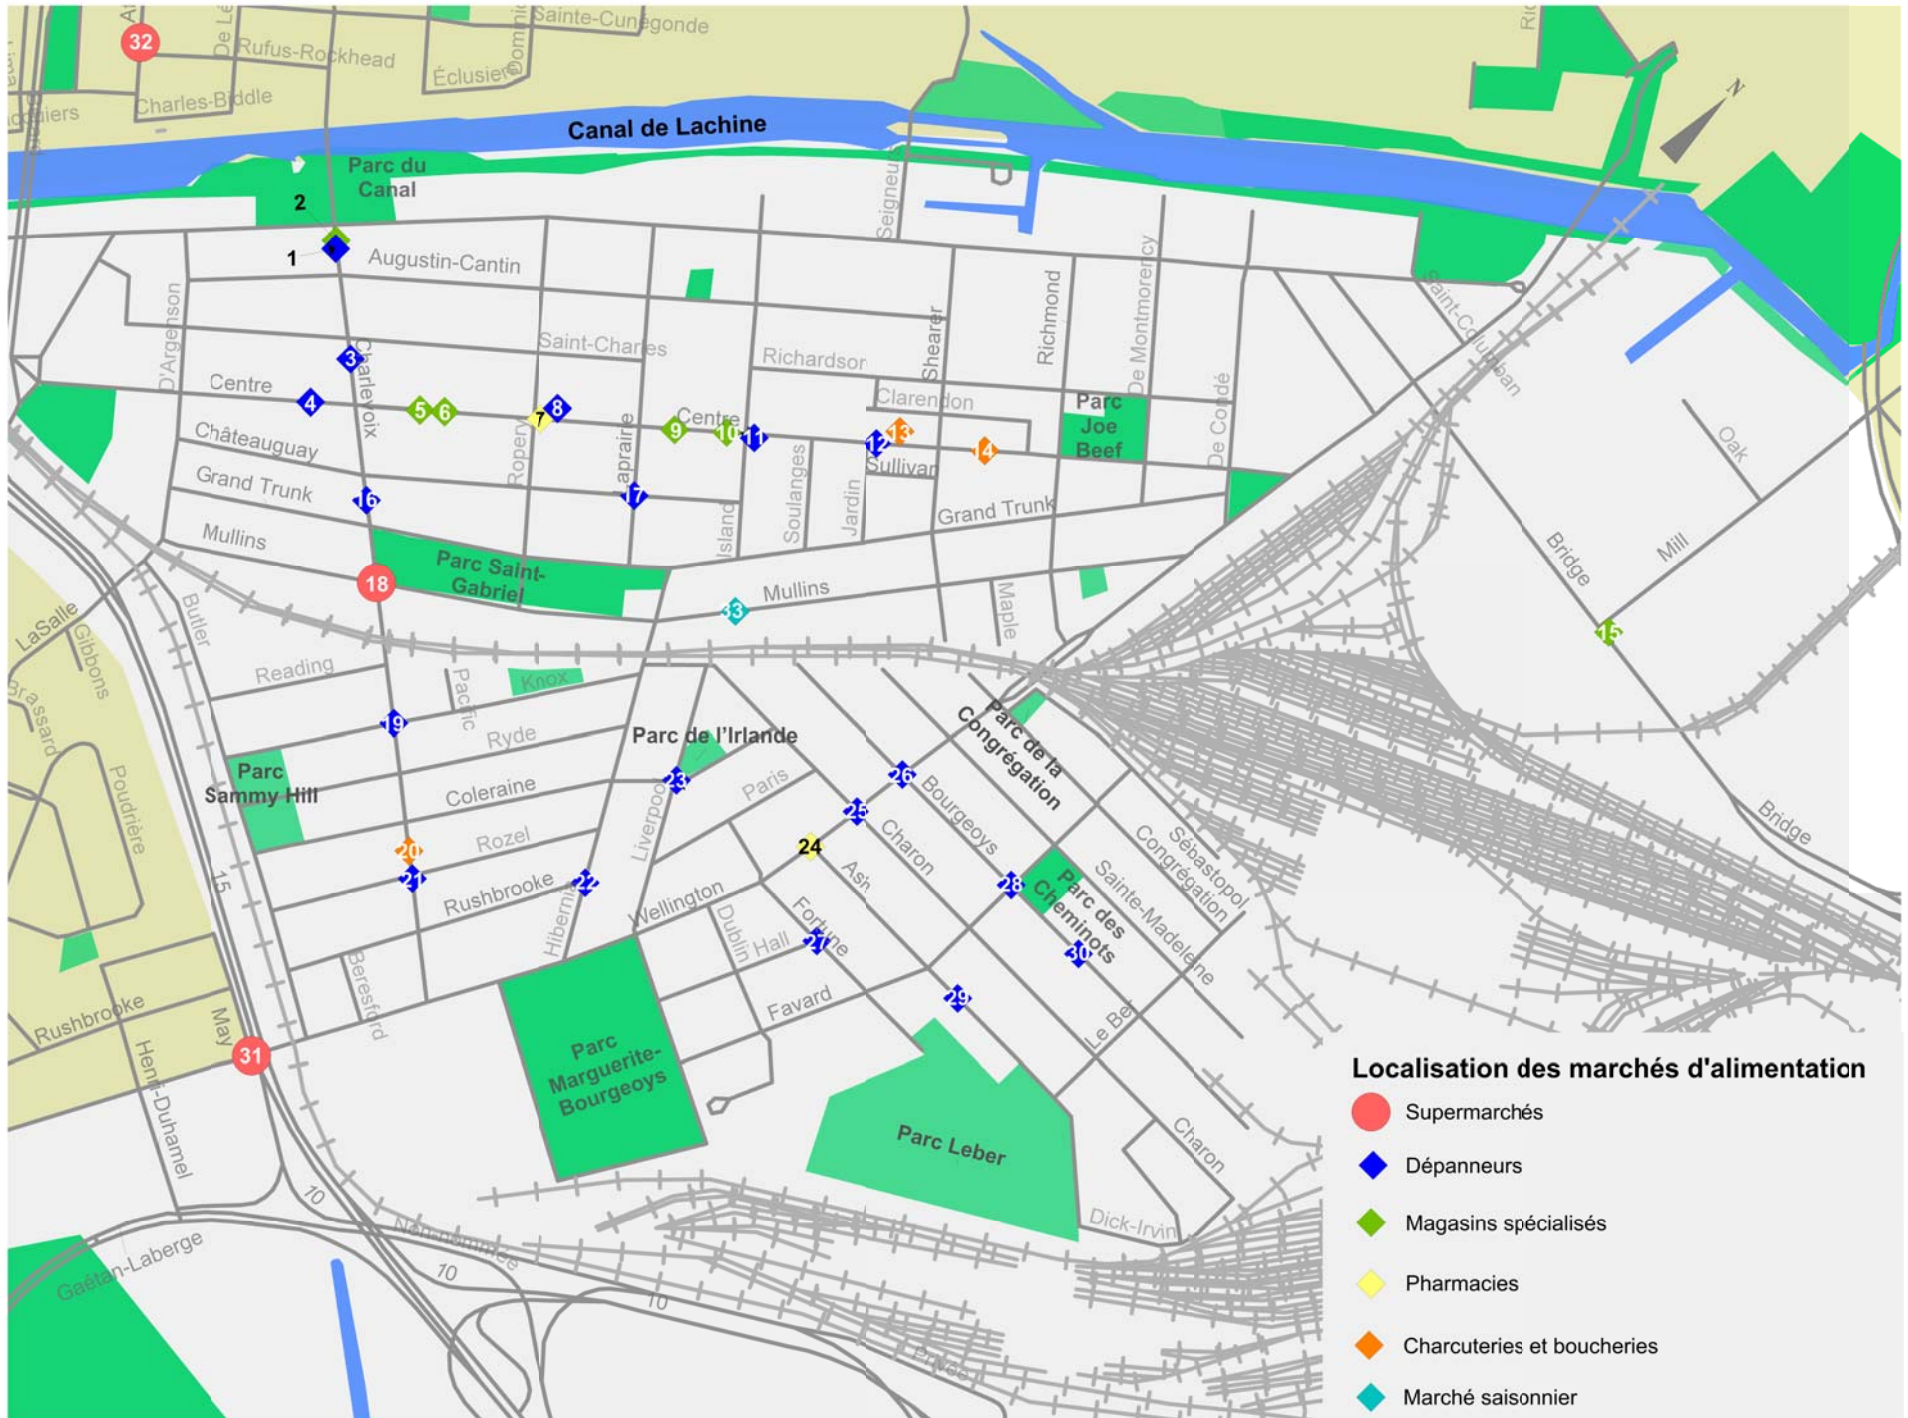 32
Rufus-Rockhead
Sainte-Cunégonde
Charles-Biddle
Canal de Lachine
Parc du
Canal
2
1
Augustin-Cantin
D'Argenson
Saint-Charles
Richardson
Shearer
Richmond
De Montmorency
De Condé
3
Charlevoix
Centre
4
5
6
7
8
Centre
9
10
11
12
13
14
Clarendon
Parc
Joe
Beef
Châteauguay
Ropery
Soulanges
Jardin
Sullivan
Grand Trunk
16
17
Island
Grand Trunk
Oak
Bridge
Mill
15
Mullins
18
Parc Saint-
Gabriel
33
Mullins
Maple
LaSalle
Gibbons
Butler
Brassard
Reading
Pacific
Knox
19
Ryde
Parc de l'Irlande
Parc de la
Congrégation
Parc
Sammy Hill
Poudrière
Coleraine
23
Paris
26
25
Bourgeoys
Charon
Bridge
20
Rozel
21
15
24
Ash
Congrégation
Sébastopol
Sainte-Madeleine
Rushbrooke
22
Hibernia
Wellington
28
Parc des
Cheminots
30
Dublin
Hall
Fortune
27
29
Favard
Le Ber
Beresford
Rushbrooke
May
31
Henri-Duhamel
Parc
Marguerite-
Bourgeoys
Parc Leber
Charon
Dick-Irvin
10
10
10
Gaétan-Laberge
Non-nommée
Privée
Localisation des marchés d'alimentation
Supermarchés
Dépanneurs
Magasins spécialisés
Pharmacies
Charcuteries et boucheries
Marché saisonnier
N